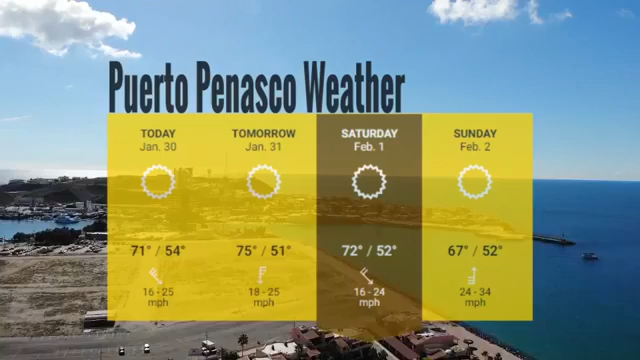 Puerto Penasco Weather
TODAY
Jan. 30
71° / 54°
16 - 25
mph
TOMORROW
Jan. 31
75° / 51°
18 - 25
mph
SATURDAY
Feb. 1
72° / 52°
16 - 24
mph
SUNDAY
Feb. 2
67° / 52°
24 - 34
mph